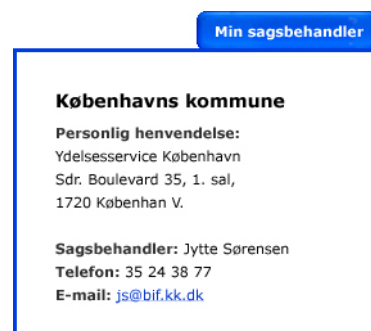 Min sagsbehandler
Københavns kommune
Personlig henvendelse:
Ydelsesservice København
Sdr. Boulevard 35, 1. sal,
1720 Københan V.
Sagsbehandler: Jytte Sørensen
Telefon: 35 24 38 77
E-mail: js@bif.kk.dk